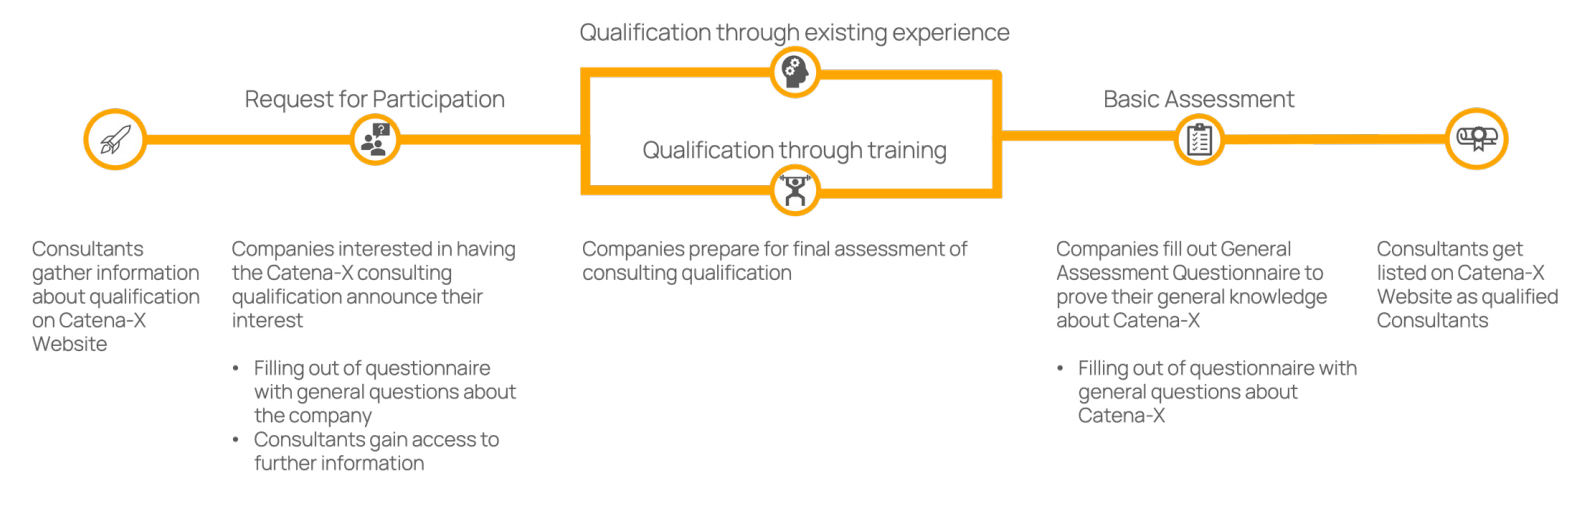 Qualification through existing experience
Request for Participation
Basic Assessment
?
Qualification through training
Consultants
gather information
about qualification
on Catena-X
Website
Companies interested in having
the Catena-X consulting
qualification announce their
interest
• Filling out of questionnaire
with general questions about
the company
• Consultants gain access to
further information
Companies prepare for final assessment of
consulting qualification
Companies fill out General
Assessment Questionnaire to
prove their general knowledge
about Catena-X
• Filling out of questionnaire with
general questions about
Catena-X
Consultants get
listed on Catena-X
Website as qualified
Consultants